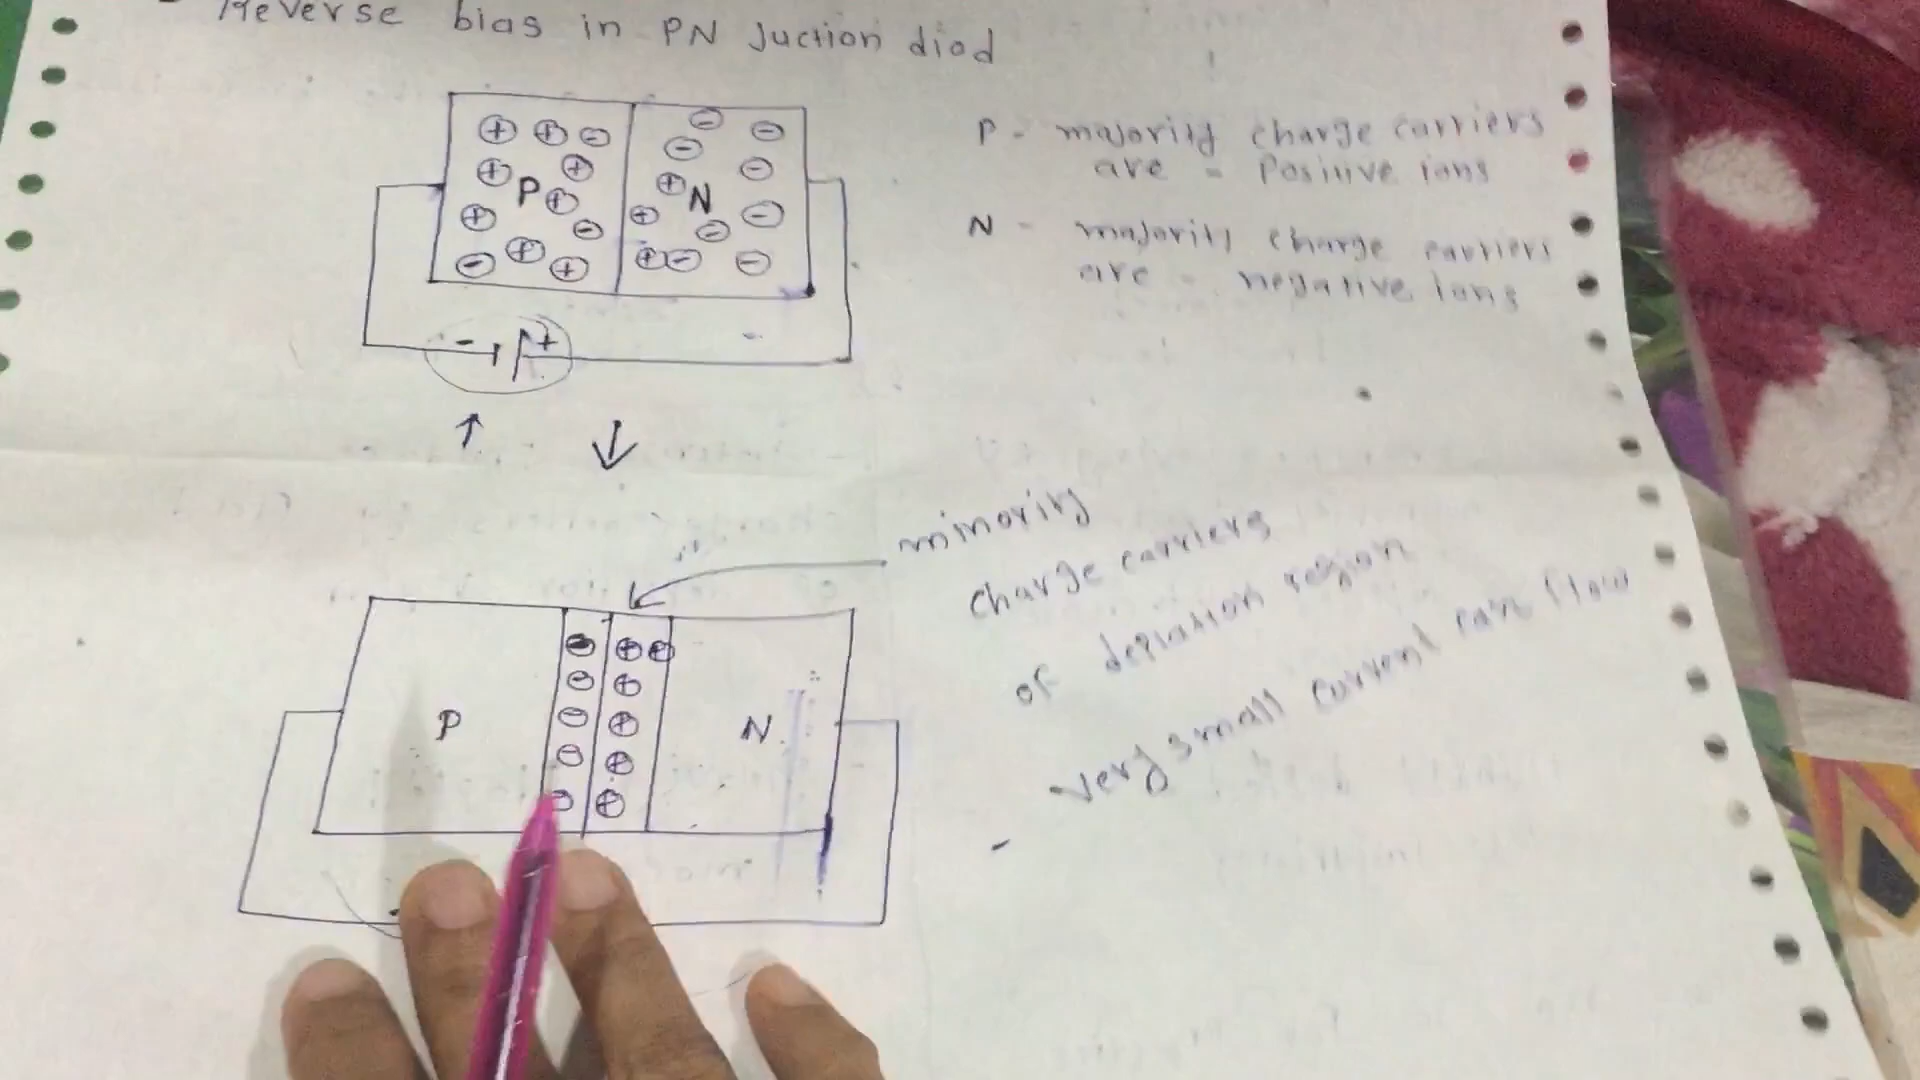 Reverse bias in PN Juction diod
P - majority charge carriers
are - Positive ions
N - majority charge carriers
are - negative ions
P
N
- +
minority
charge carriers
of deplation region
- very small current can flow
P
N